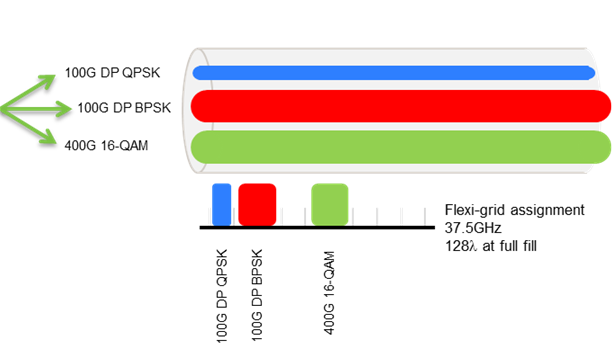 100G DP QPSK
100G DP BPSK
400G 16-QAM
Flexi-grid assignment
37.5GHz
128λ at full fill
100G DP QPSK
100G DP BPSK
400G 16-QAM